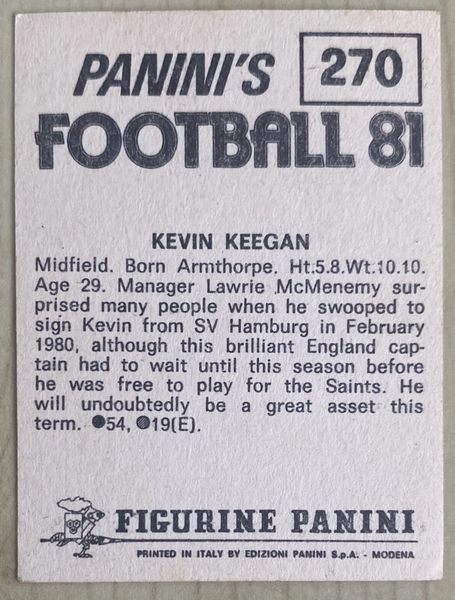 PANINI'S 270
FOOTBALL 81
KEVIN KEEGAN
Midfield. Born Armthorpe. Ht.5.8.Wt.10.10.
Age 29. Manager Lawrie McMenemy sur-
prised many people when he swooped to
sign Kevin from SV Hamburg in February
1980, although this brilliant England cap-
tain had to wait until this season before
he was free to play for the Saints. He
will undoubtedly be a great asset this
term. ●54, ●19(E).
FIGURINE PANINI
PRINTED IN ITALY BY EDIZIONI PANINI S.p.A. - MODENA